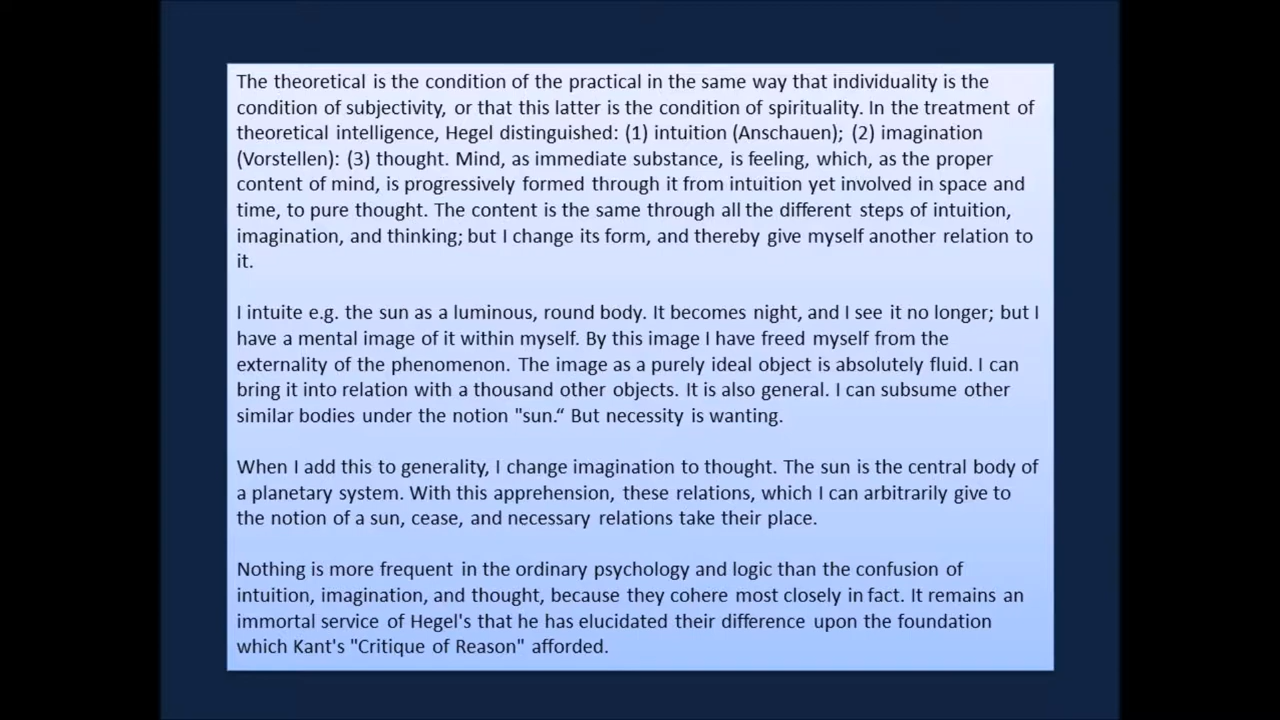 The theoretical is the condition of the practical in the same way that individuality is the
condition of subjectivity, or that this latter is the condition of spirituality. In the treatment of
theoretical intelligence, Hegel distinguished: (1) intuition (Anschauen); (2) imagination
(Vorstellen): (3) thought. Mind, as immediate substance, is feeling, which, as the proper
content of mind, is progressively formed through it from intuition yet involved in space and
time, to pure thought. The content is the same through all the different steps of intuition,
imagination, and thinking; but I change its form, and thereby give myself another relation to
it.
I intuite e.g. the sun as a luminous, round body. It becomes night, and I see it no longer; but I
have a mental image of it within myself. By this image I have freed myself from the
externality of the phenomenon. The image as a purely ideal object is absolutely fluid. I can
bring it into relation with a thousand other objects. It is also general. I can subsume other
similar bodies under the notion "sun.“ But necessity is wanting.
When I add this to generality, I change imagination to thought. The sun is the central body of
a planetary system. With this apprehension, these relations, which I can arbitrarily give to
the notion of a sun, cease, and necessary relations take their place.
Nothing is more frequent in the ordinary psychology and logic than the confusion of
intuition, imagination, and thought, because they cohere most closely in fact. It remains an
immortal service of Hegel's that he has elucidated their difference upon the foundation
which Kant's "Critique of Reason" afforded.